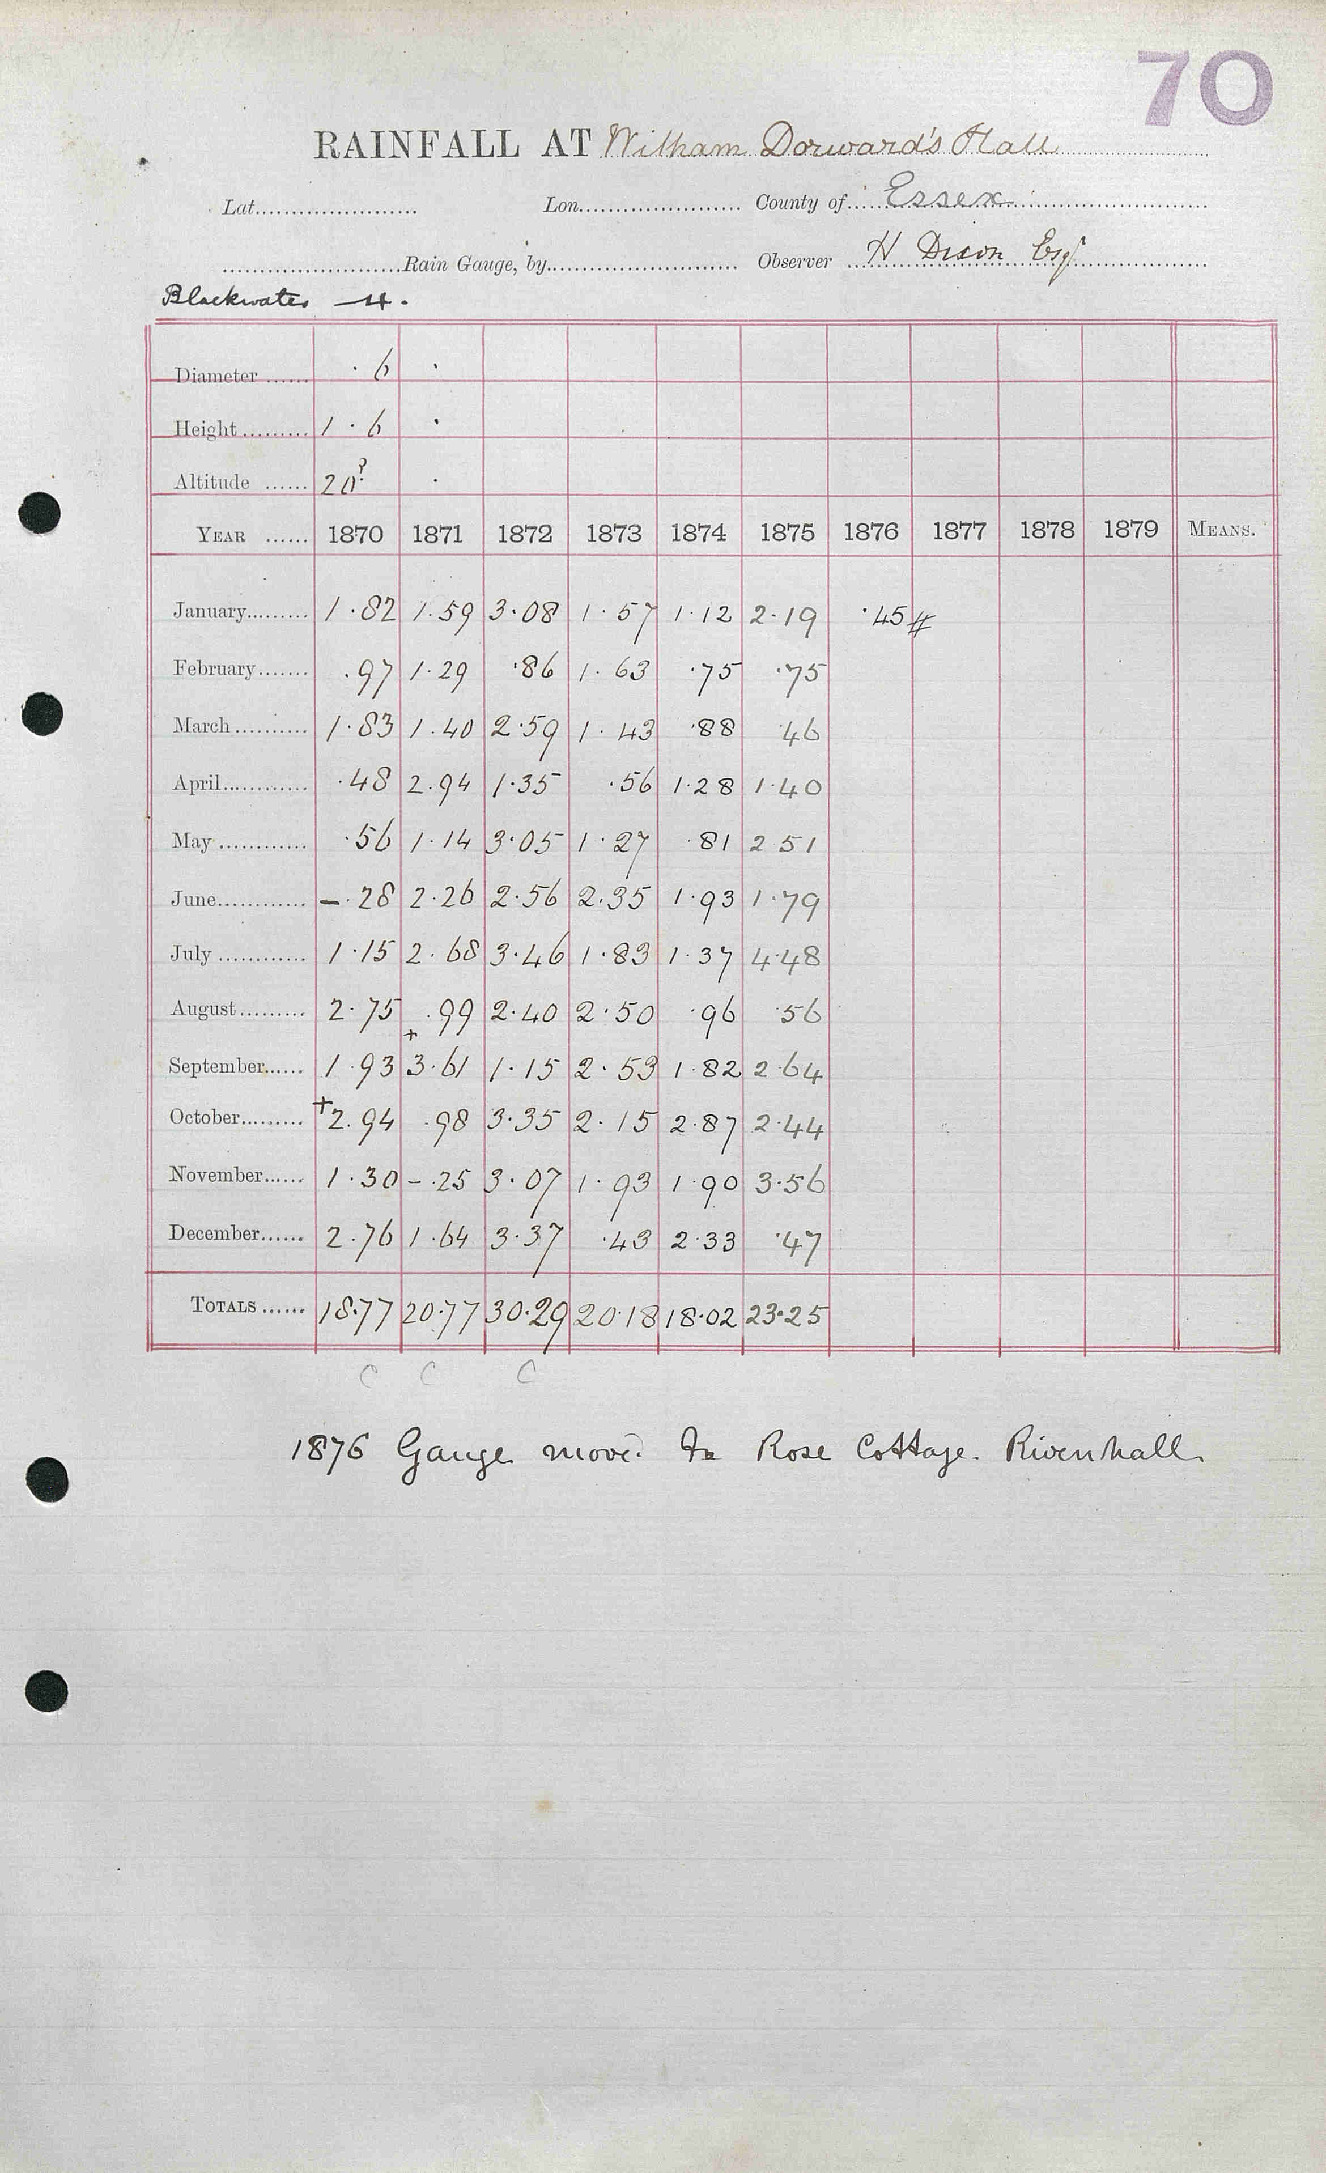 70
RAINFALL AT Witham Dorward's Hall
Lat. Lon. County of Essex
Rain Gauge, by Observer H Dixon Esqr
Blackwater — 4.
Diameter ...... · 6 ·
Height ...... 1 · 6 ·
Altitude ...... 20? ·
YEAR ...... 1870 1871 1872 1873 1874 1875 1876 1877 1878 1879 MEANS.
January ...... 1·82 1·59 3·08 1·57 1·12 2·19 ·45 #
February ...... ·97 1·29 ·86 1·63 ·75 ·75
March ...... 1·83 1·40 2·59 1·43 ·88 46
April ...... ·48 2·94 1·35 ·56 1·28 1·40
May ...... ·56 1·14 3·05 1·27 ·81 2 51
June ...... – ·28 2·26 2·56 2·35 1·93 1·79
July ...... 1·15 2·68 3·46 1·83 1·37 4·48
August ...... 2·75 ·99 2·40 2·50 ·96 ·56
September ...... 1·93 +3·61 1·15 2·53 1·82 2·64
October ...... +2·94 ·98 3·35 2·15 2·87 2·44
November ...... 1·30 – ·25 3·07 1·93 1·90 3·56
December ...... 2·76 1·64 3·37 ·43 2·33 ·47
TOTALS ...... 18·77 20·77 30·29 20·18 18·02 23·25
C C C
1876 Gauge moved to Rose Cottage. Rivenhall.